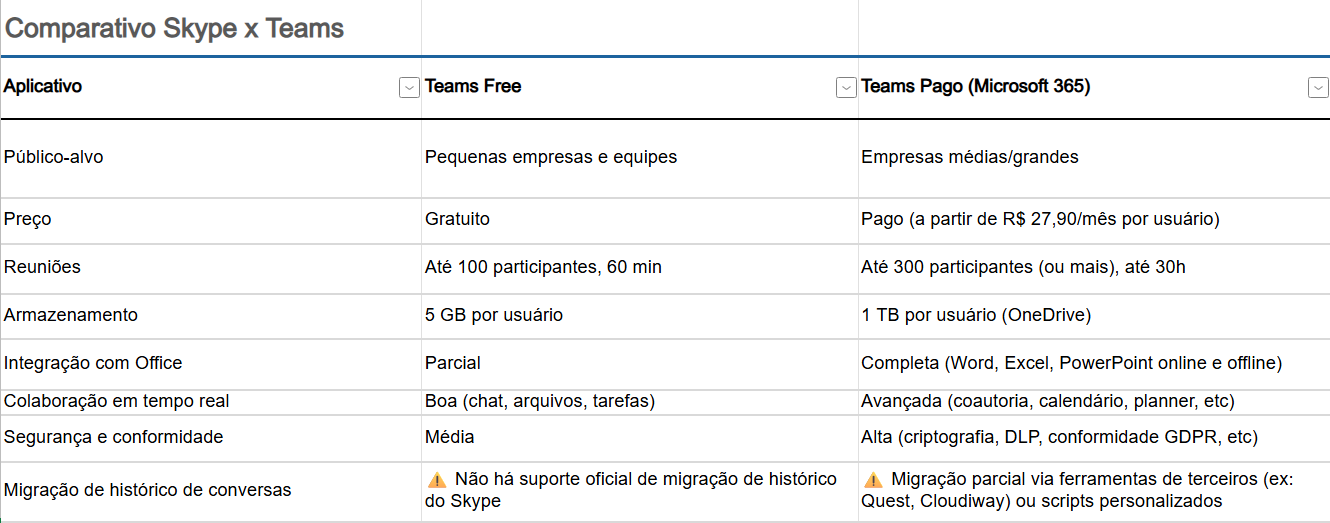 Comparativo Skype x Teams
Aplicativo Teams Free Teams Pago (Microsoft 365)
Público-alvo Pequenas empresas e equipes Empresas médias/grandes
Preço Gratuito Pago (a partir de R$ 27,90/mês por usuário)
Reuniões Até 100 participantes, 60 min Até 300 participantes (ou mais), até 30h
Armazenamento 5 GB por usuário 1 TB por usuário (OneDrive)
Integração com Office Parcial Completa (Word, Excel, PowerPoint online e offline)
Colaboração em tempo real Boa (chat, arquivos, tarefas) Avançada (coautoria, calendário, planner, etc)
Segurança e conformidade Média Alta (criptografia, DLP, conformidade GDPR, etc)
Migração de histórico de conversas
⚠️ Não há suporte oficial de migração de histórico
do Skype
⚠️ Migração parcial via ferramentas de terceiros (ex:
Quest, Cloudiway) ou scripts personalizados